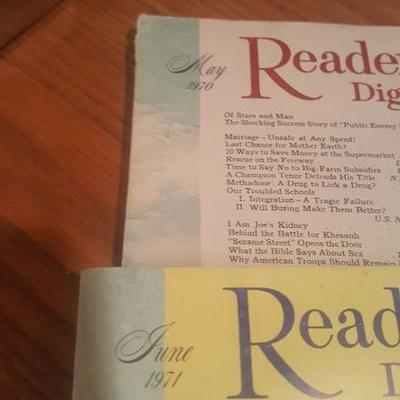 May
1970
Reade
Dig
Of Stars and Man
The Shocking Success Story of "Public Enemy
Marriage—Unsafe at Any Speed!
Last Chance for Mother Earth?
20 Ways to Save Money at the Supermarket
Rescue on the Freeway
Time to Say No to Big-Farm Subsidies
A Champion Tenor Defends His Title N.
Methadone: A Drug to Lick a Drug?
Our Troubled Schools
I. Integration—A Tragic Failure
II. Will Busing Make Them Better?
U.S. N
I Am Joe's Kidney
Behind the Battle for Khesanh
"Sesame Street" Opens the Door
What the Bible Says About Sex
Why American Troops Should Remain
June
1971
Read
D